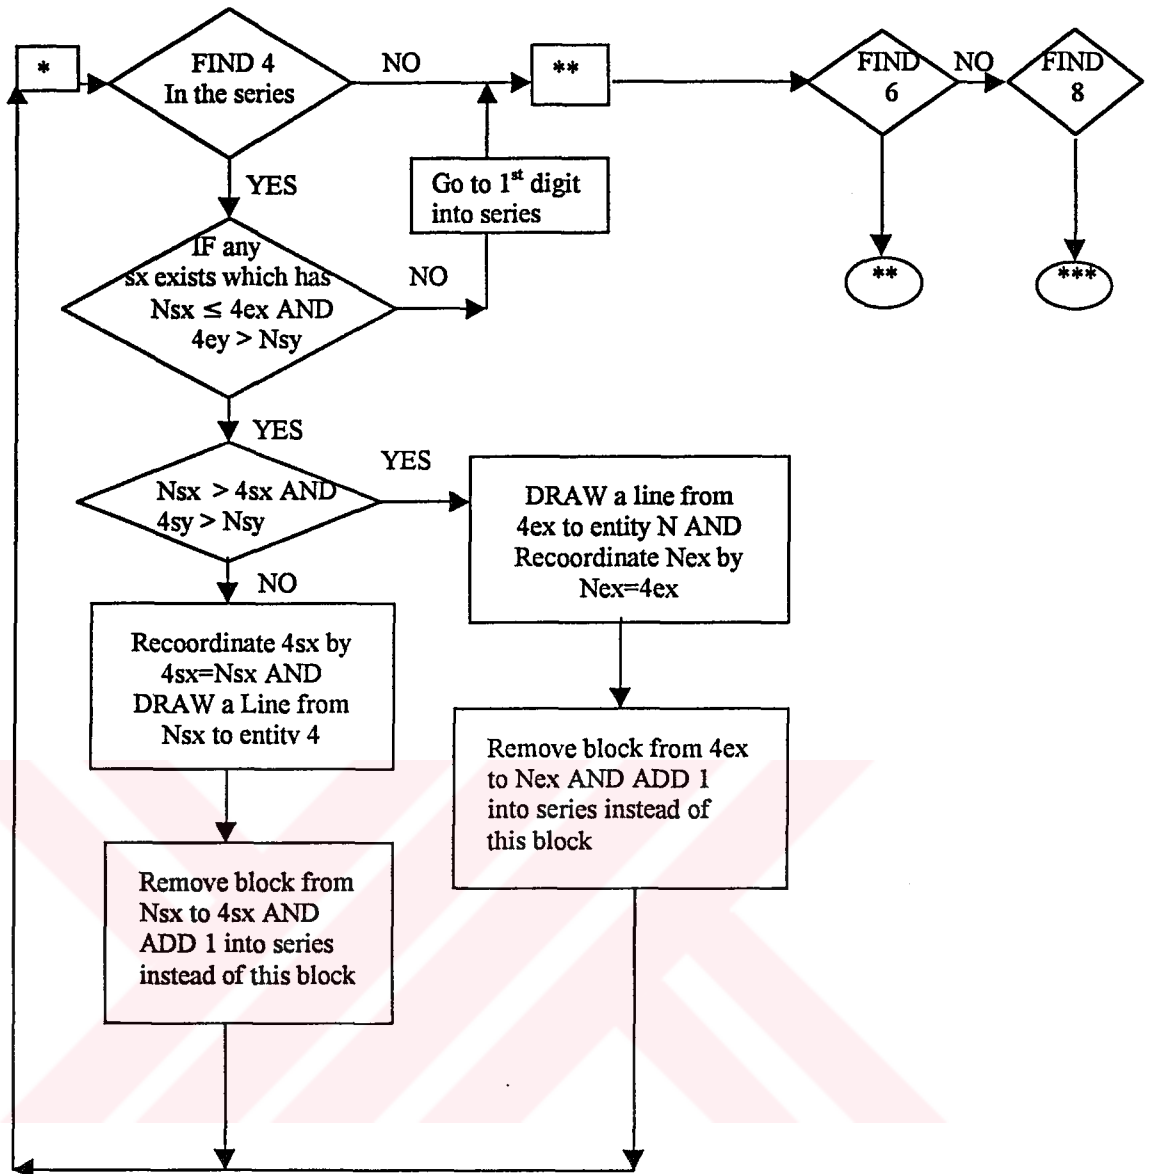 *
FIND 4
In the series
NO
**
FIND
6
NO
FIND
8
YES
Go to 1st digit
into series
IF any
sx exists which has
Nsx ≤ 4ex AND
4ey > Nsy
NO
**
***
YES
Nsx > 4sx AND
4sy > Nsy
YES
DRAW a line from
4ex to entity N AND
Recoordinate Nex by
Nex=4ex
NO
Recoordinate 4sx by
4sx=Nsx AND
DRAW a Line from
Nsx to entity 4
Remove block from 4ex
to Nex AND ADD 1
into series instead of
this block
Remove block from
Nsx to 4sx AND
ADD 1 into series
instead of this block